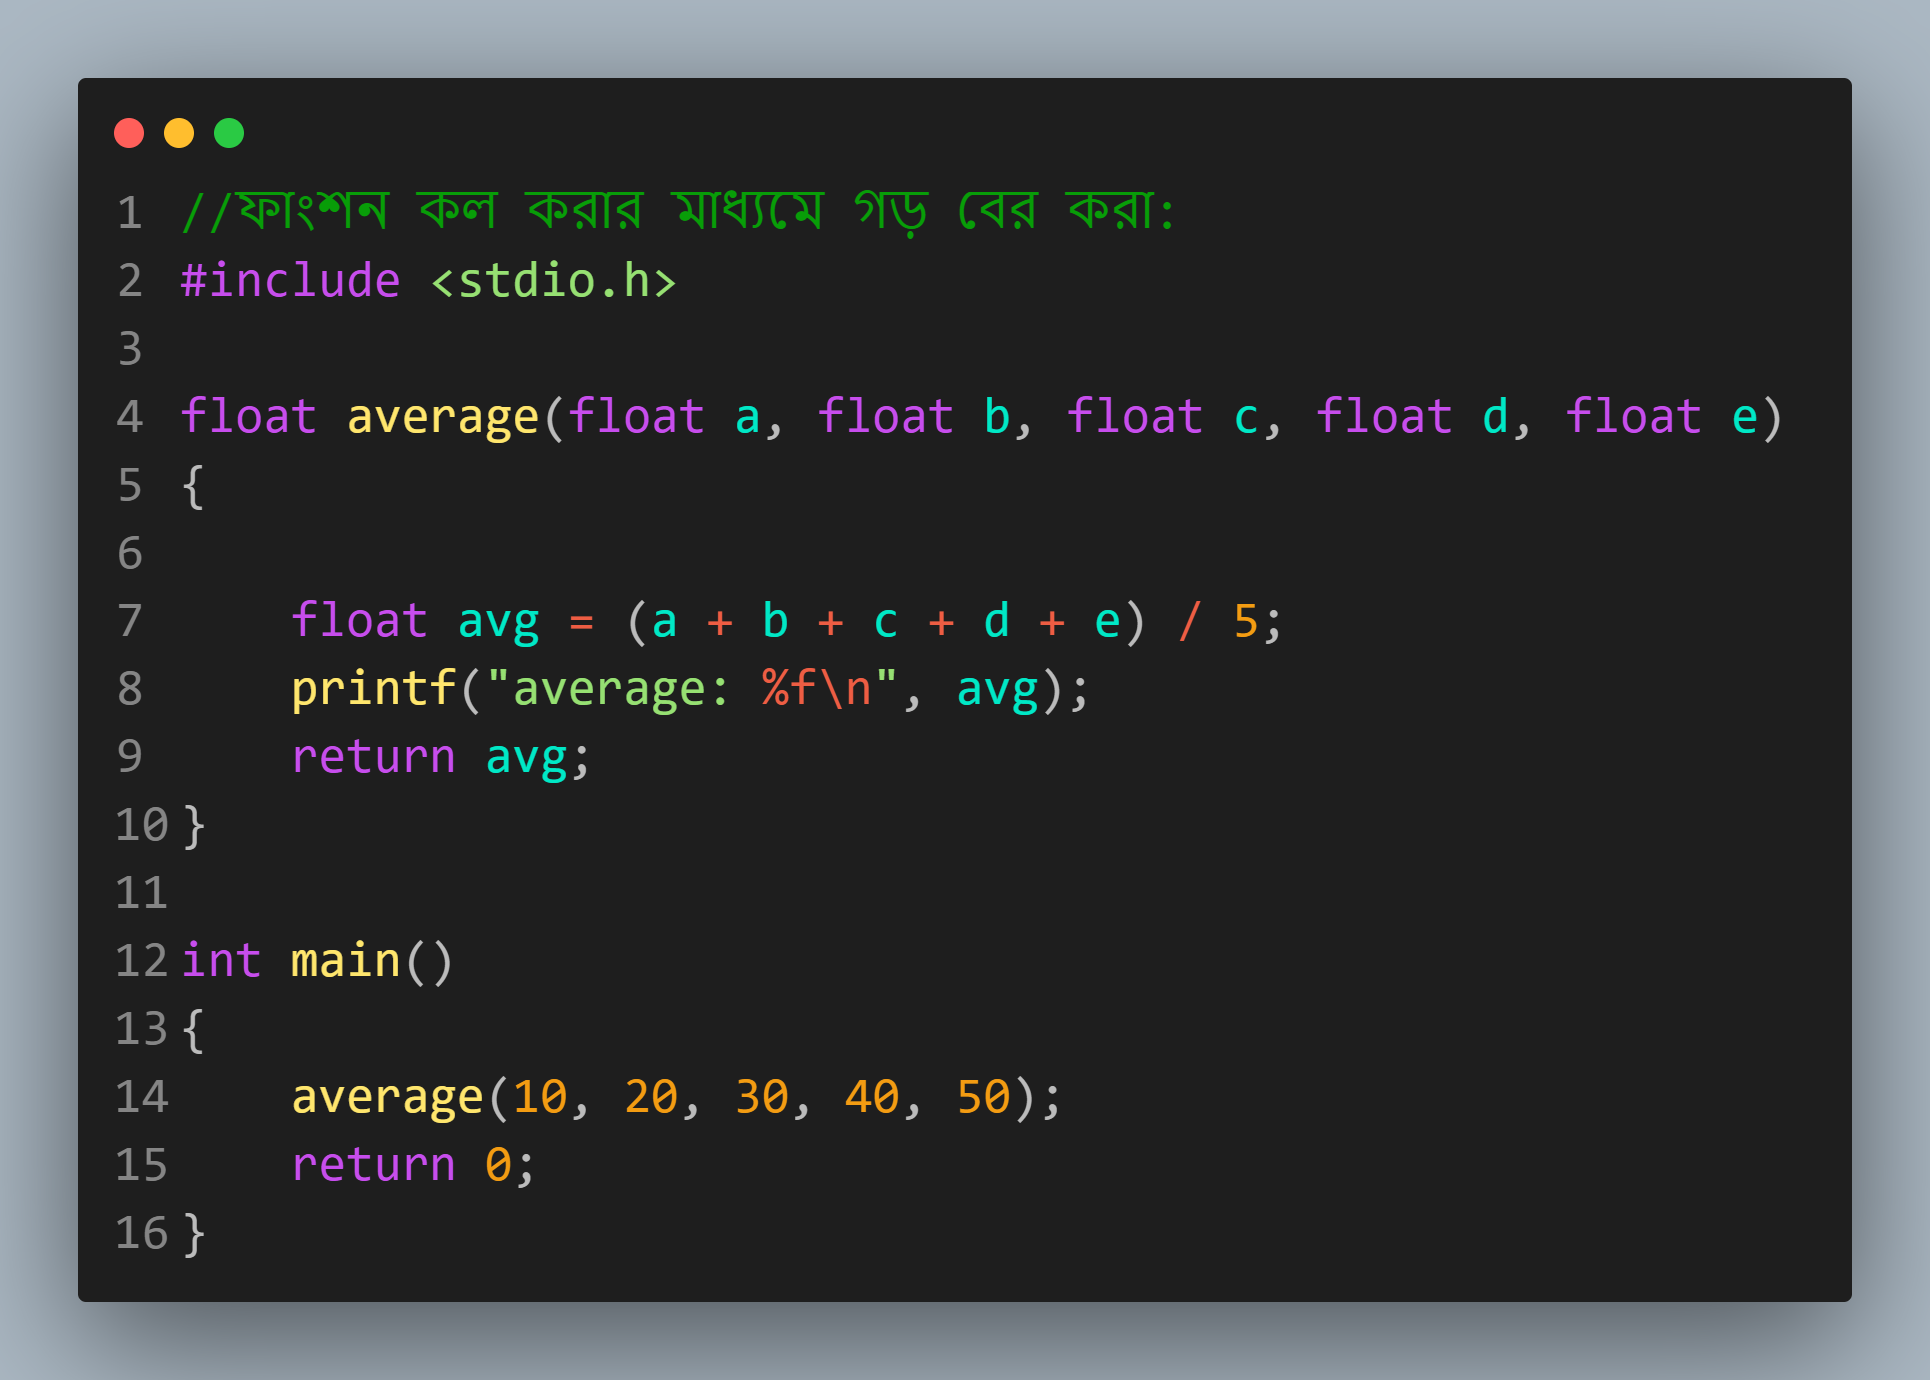 1 //ফাংশন কল করার মাধ্যমে গড় বের করা:
2 #include <stdio.h>
3
4 float average(float a, float b, float c, float d, float e)
5 {
6
7     float avg = (a + b + c + d + e) / 5;
8     printf("average: %f\n", avg);
9     return avg;
10 }
11
12 int main()
13 {
14     average(10, 20, 30, 40, 50);
15     return 0;
16 }